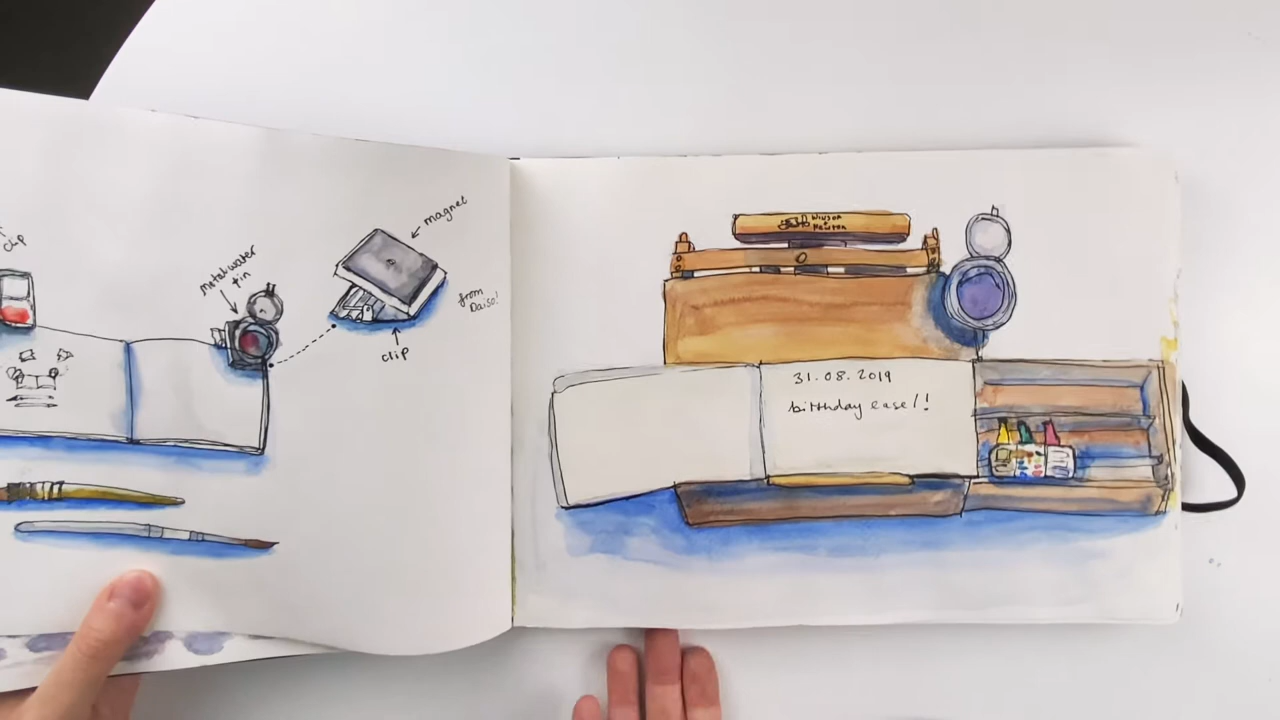 clip
metal water
tin
magnet
from
Daiso!
clip
WINSOR
NEWTON
31.08.2019
birthday easel!